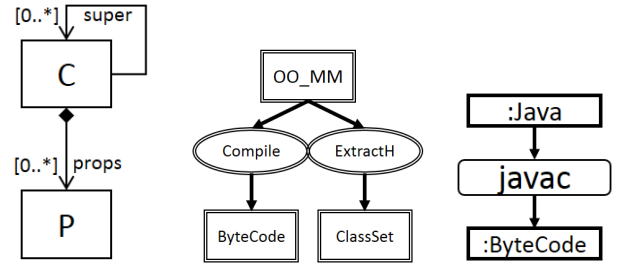 [0..*] super
C
[0..*] props
P
OO_MM
Compile ExtractH
ByteCode ClassSet
:Java
javac
:ByteCode